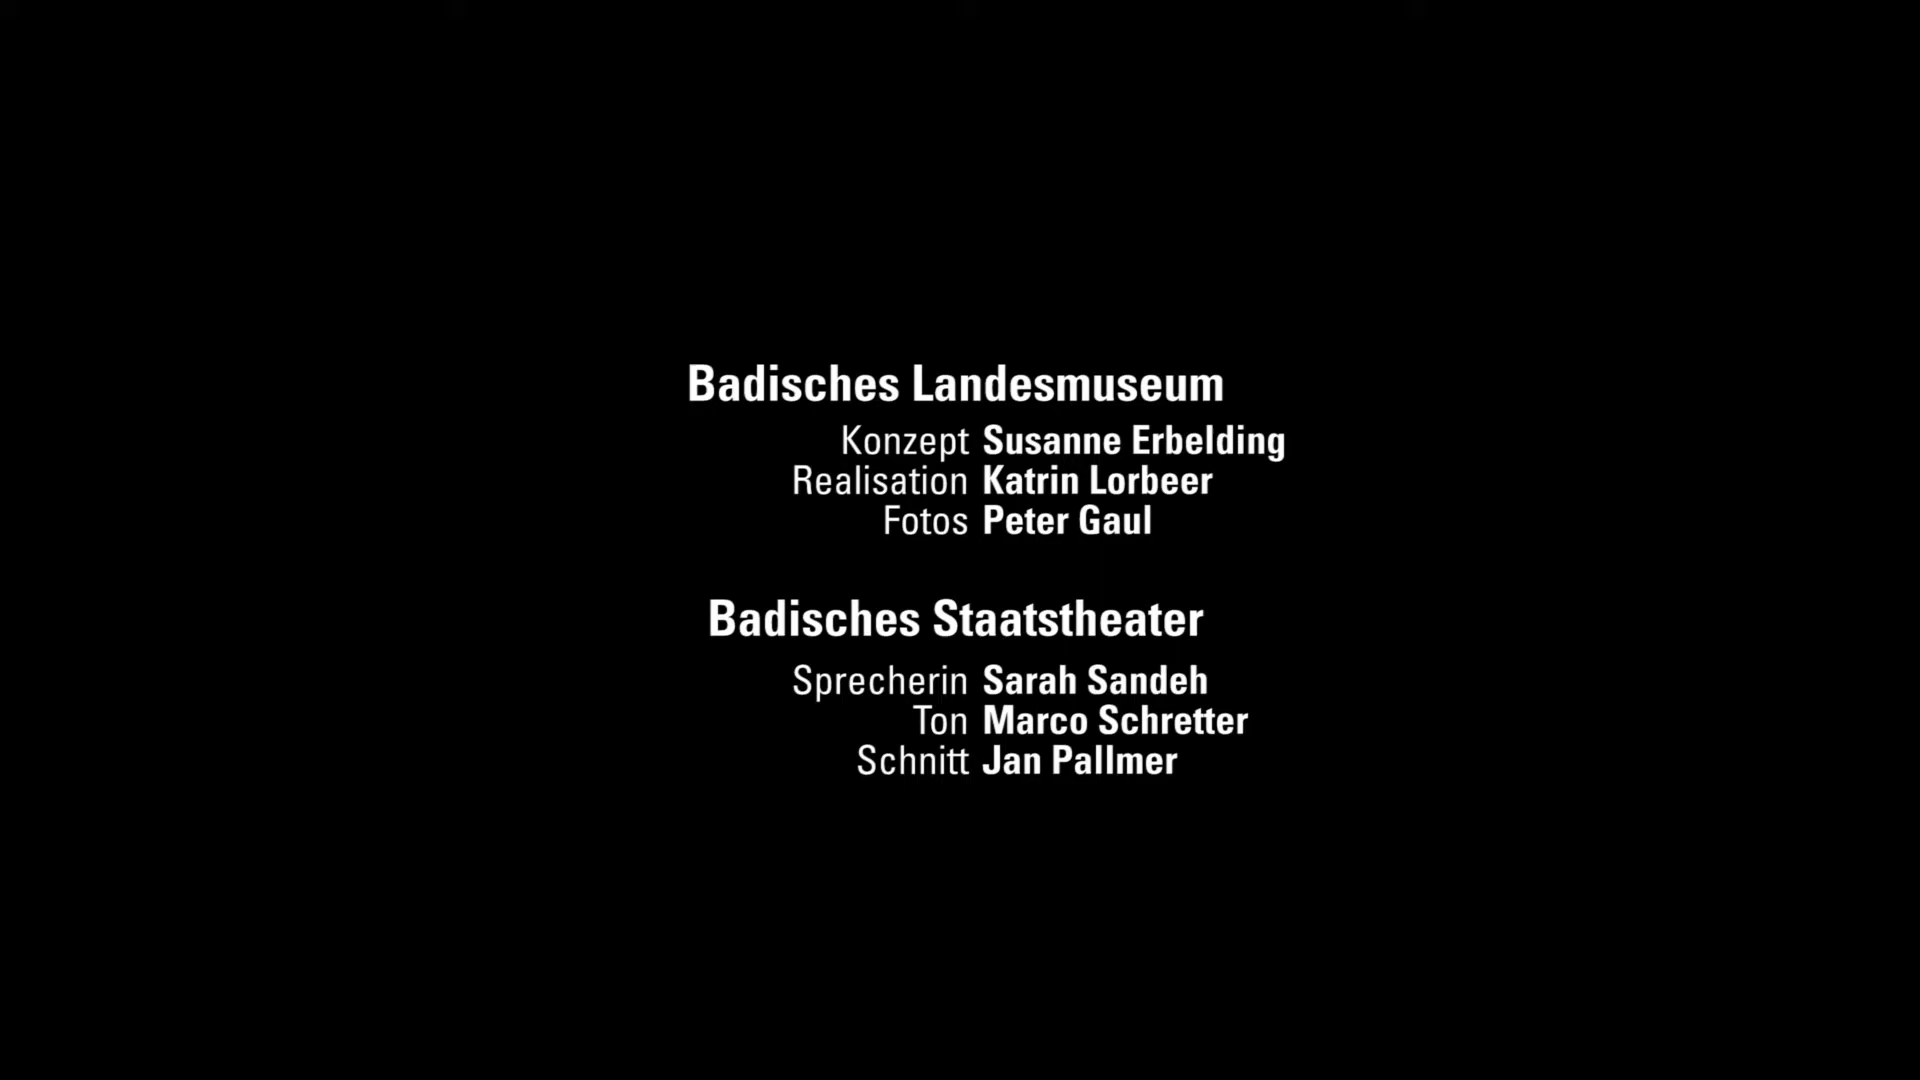 Badisches Landesmuseum
Konzept Susanne Erbelding
Realisation Katrin Lorbeer
Fotos Peter Gaul
Badisches Staatstheater
Sprecherin Sarah Sandeh
Ton Marco Schretter
Schnitt Jan Pallmer